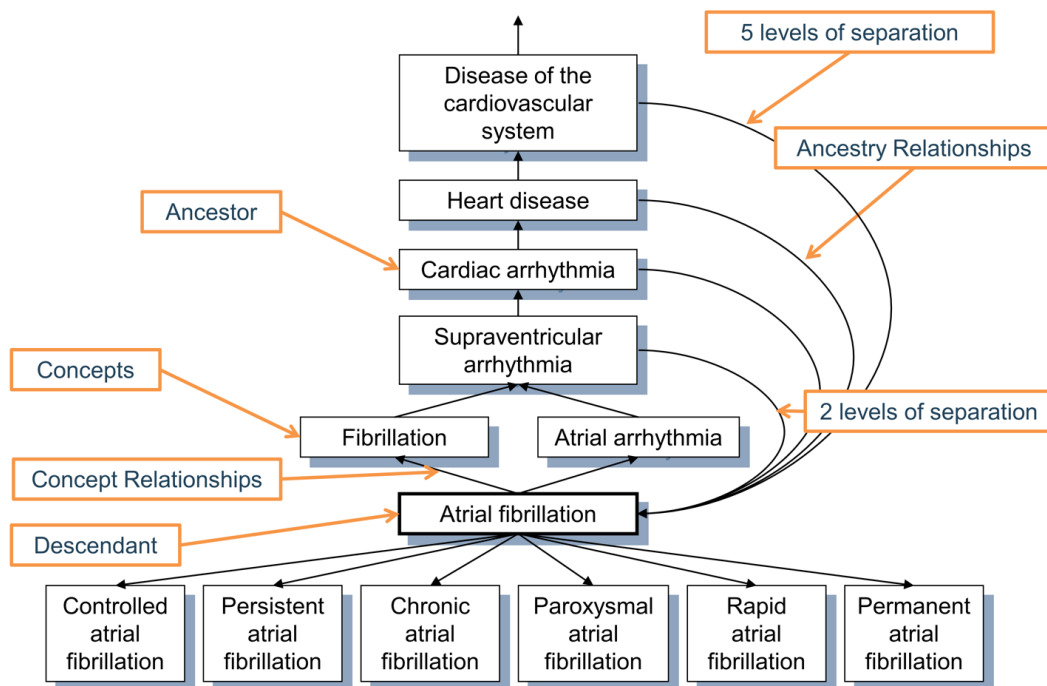 5 levels of separation
Disease of the
cardiovascular
system
Ancestry Relationships
Heart disease
Ancestor
Cardiac arrhythmia
Supraventricular
arrhythmia
Concepts
2 levels of separation
Fibrillation
Atrial arrhythmia
Concept Relationships
Atrial fibrillation
Descendant
Controlled
atrial
fibrillation
Persistent
atrial
fibrillation
Chronic
atrial
fibrillation
Paroxysmal
atrial
fibrillation
Rapid
atrial
fibrillation
Permanent
atrial
fibrillation